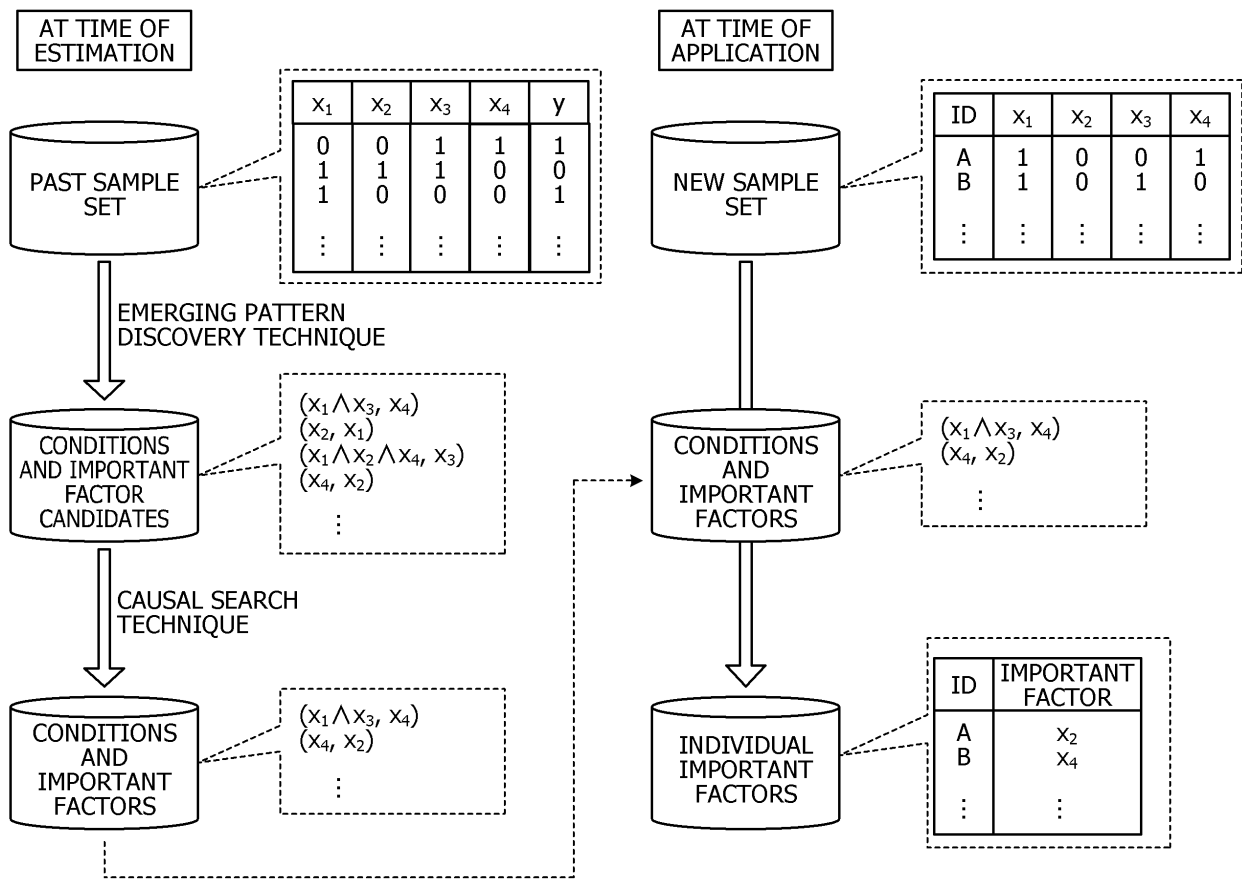 AT TIME OF
ESTIMATION
PAST SAMPLE
SET
x₁ x₂ x₃ x₄ y
0 0 1 1 1
1 1 1 0 0
1 0 0 0 1
⋮ ⋮ ⋮ ⋮ ⋮
EMERGING PATTERN
DISCOVERY TECHNIQUE
CONDITIONS
AND IMPORTANT
FACTOR
CANDIDATES
(x₁∧x₃, x₄)
(x₂, x₁)
(x₁∧x₂∧x₄, x₃)
(x₄, x₂)
⋮
CAUSAL SEARCH
TECHNIQUE
CONDITIONS
AND
IMPORTANT
FACTORS
(x₁∧x₃, x₄)
(x₄, x₂)
⋮
AT TIME OF
APPLICATION
NEW SAMPLE
SET
ID x₁ x₂ x₃ x₄
A 1 0 0 1
B 1 0 1 0
⋮ ⋮ ⋮ ⋮ ⋮
CONDITIONS
AND
IMPORTANT
FACTORS
(x₁∧x₃, x₄)
(x₄, x₂)
⋮
INDIVIDUAL
IMPORTANT
FACTORS
ID IMPORTANT
FACTOR
A x₂
B x₄
⋮ ⋮